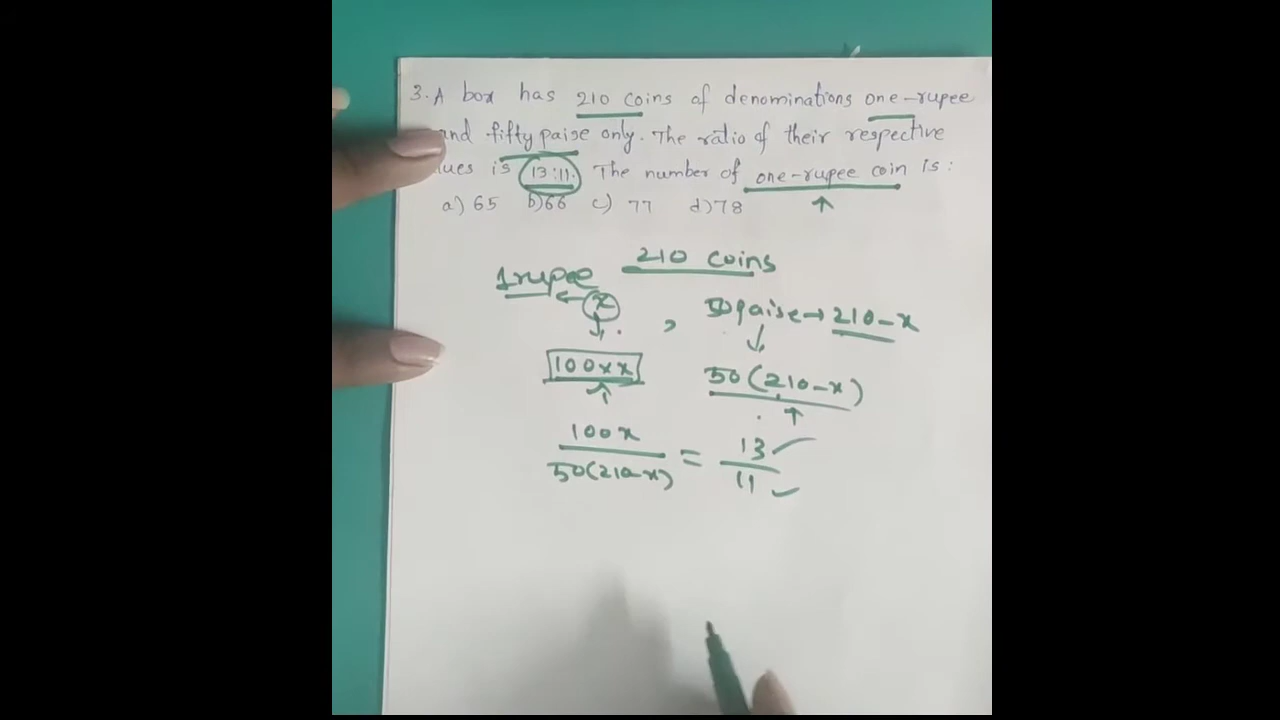 3. A box has 210 coins of denominations one-rupee
and fifty paise only. The ratio of their respective
is 13:11. The number of one-rupee coin is:
a) 65 b) 66 c) 77 d) 78
210 coins
1 rupee
x , 50 paise → 210-x
100×x 50(210-x)
100x / 50(210-x) = 13 / 11